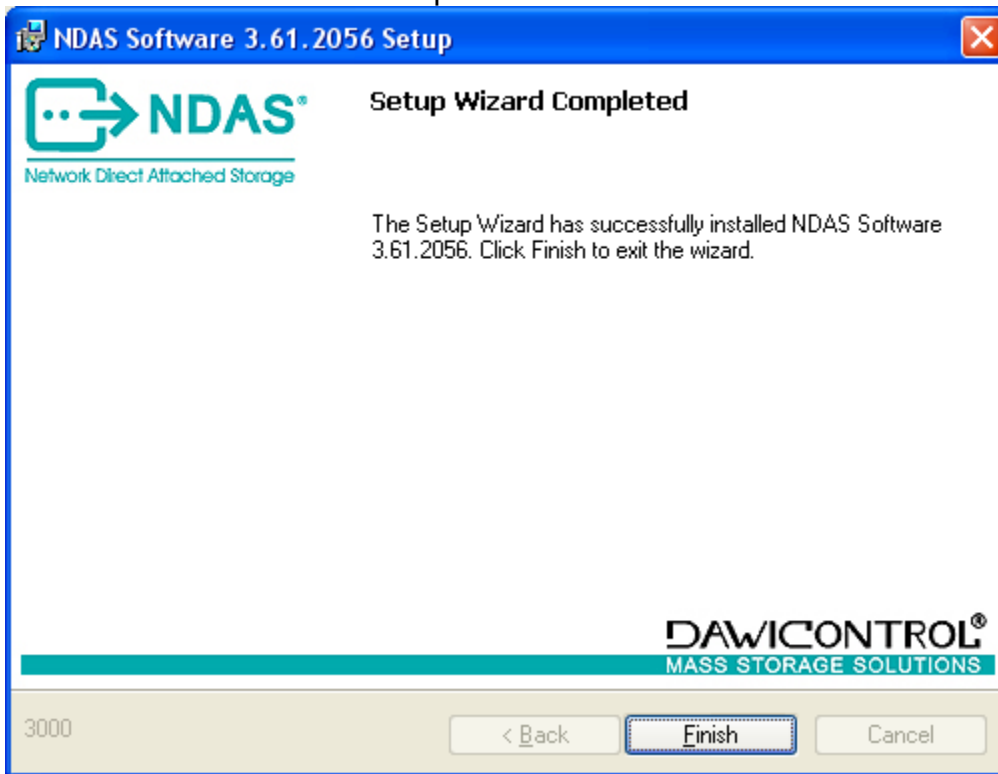 NDAS Software 3.61.2056 Setup
NDAS®
Network Direct Attached Storage
Setup Wizard Completed
The Setup Wizard has successfully installed NDAS Software
3.61.2056. Click Finish to exit the wizard.
DAWICONTROL®
MASS STORAGE SOLUTIONS
3000
< Back
Finish
Cancel